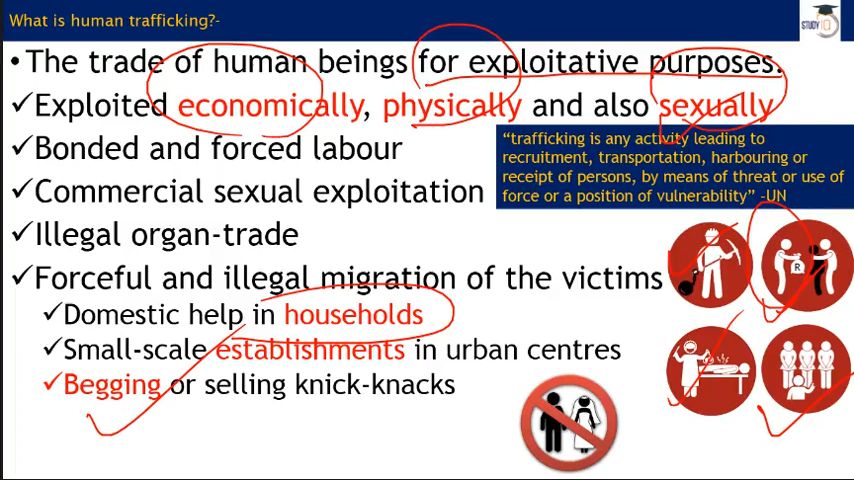 What is human trafficking?-
STUDY IQ
•The trade of human beings for exploitative purposes.
✓Exploited economically, physically and also sexually
"trafficking is any activity leading to
recruitment, transportation, harbouring or
receipt of persons, by means of threat or use of
force or a position of vulnerability" -UN
✓Bonded and forced labour
✓Commercial sexual exploitation
✓Illegal organ-trade
✓Forceful and illegal migration of the victims
✓Domestic help in households
✓Small-scale establishments in urban centres
✓Begging or selling knick-knacks
R